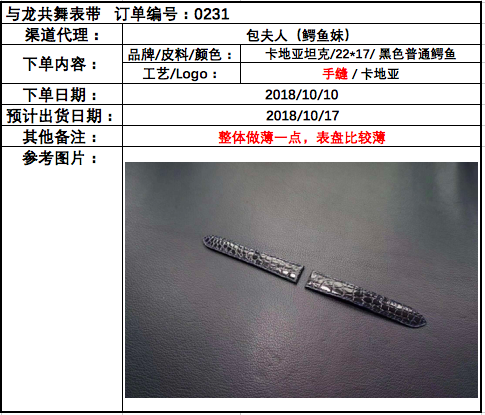 与龙共舞表带 订单编号：0231
渠道代理： 包夫人（鳄鱼妹）
下单内容： 品牌/皮料/颜色： 卡地亚坦克/22*17/ 黑色普通鳄鱼
工艺/Logo： 手缝 / 卡地亚
下单日期： 2018/10/10
预计出货日期： 2018/10/17
其他备注： 整体做薄一点，表盘比较薄
参考图片：